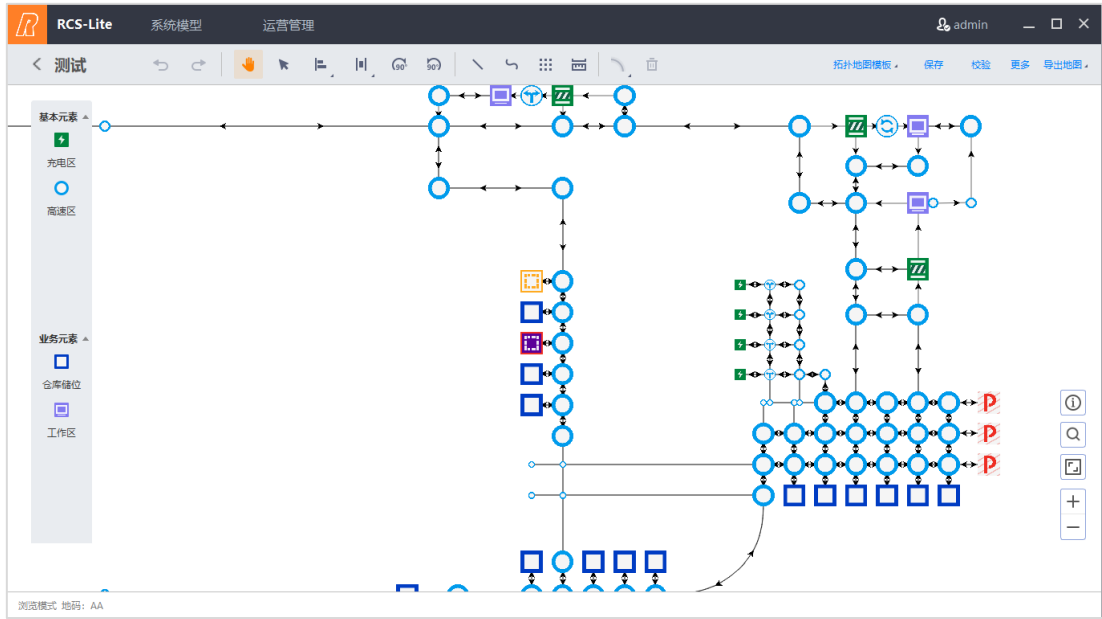 RCS-Lite 系统模型 运营管理 admin
测试 90° 90° 拓扑地图模板 保存 校验 更多 导出地图
基本元素
充电区
高速区
业务元素
仓库储位
工作区
P
P
P
浏览模式 地码：AA